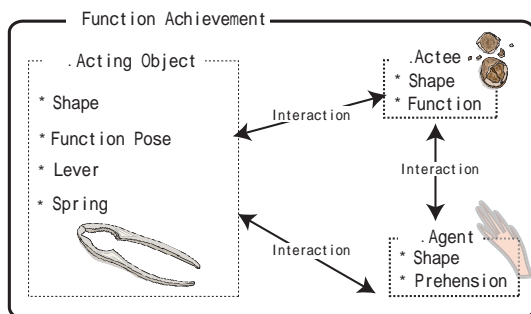 Function Achievement
.Acting Object
* Shape
* Function Pose
* Lever
* Spring
Interaction
.Actee
* Shape
* Function
Interaction
Interaction
.Agent
* Shape
* Prehension